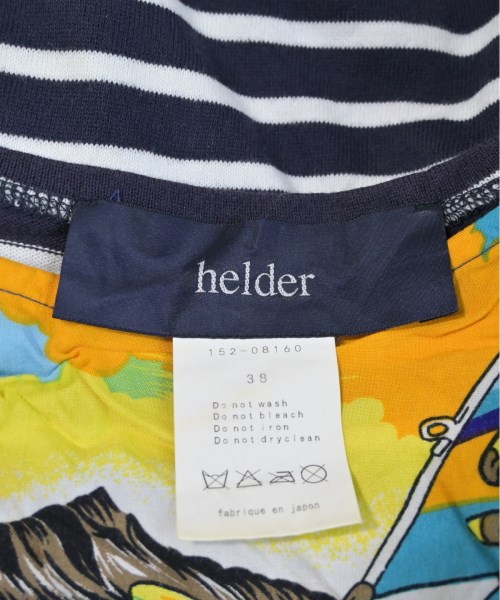 helder
152-08160
38
Do not wash
Do not bleach
Do not iron
Do not dryclean
fabrique en japon